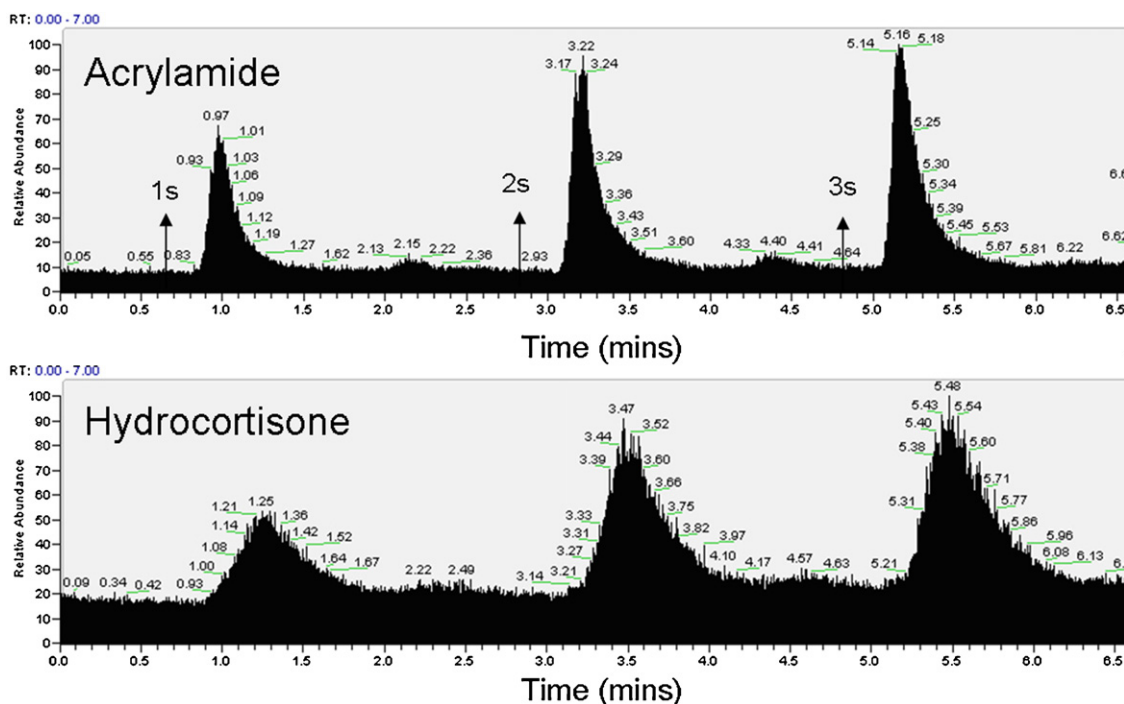 RT: 0.00 - 7.00
Acrylamide
Relative Abundance
100
90
80
70
60
50
40
30
20
10
0
0.05 0.55 0.83 0.93 0.97 1.01 1.03 1.06 1.09 1.12 1.19 1.27 1.62 2.13 2.15 2.22 2.36 2.93 3.17 3.22 3.24 3.29 3.36 3.43 3.51 3.60 4.33 4.40 4.41 4.64 5.14 5.16 5.18 5.25 5.30 5.34 5.39 5.45 5.53 5.67 5.81 6.22 6.62
1s 2s 3s
0.0 0.5 1.0 1.5 2.0 2.5 3.0 3.5 4.0 4.5 5.0 5.5 6.0 6.5
Time (mins)
RT: 0.00 - 7.00
Hydrocortisone
Relative Abundance
100
90
80
70
60
50
40
30
20
10
0
0.09 0.34 0.42 0.93 1.00 1.08 1.14 1.21 1.25 1.36 1.42 1.52 1.64 1.67 2.22 2.49 3.14 3.21 3.27 3.31 3.33 3.39 3.44 3.47 3.52 3.60 3.66 3.75 3.82 3.97 4.10 4.17 4.57 4.63 5.21 5.31 5.38 5.40 5.43 5.48 5.54 5.60 5.71 5.77 5.86 5.96 6.08 6.13
0.0 0.5 1.0 1.5 2.0 2.5 3.0 3.5 4.0 4.5 5.0 5.5 6.0 6.5
Time (mins)